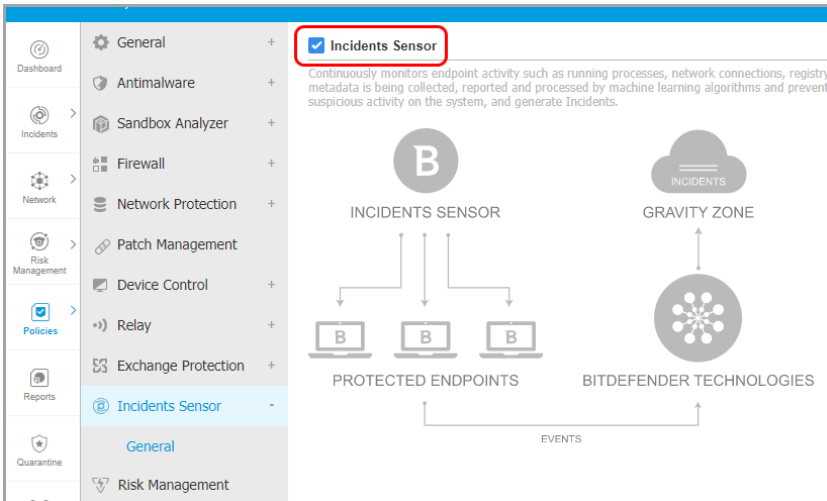 Dashboard
Incidents
Network
Risk
Management
Policies
Reports
Quarantine
General +
Antimalware +
Sandbox Analyzer +
Firewall +
Network Protection +
Patch Management
Device Control +
Relay +
Exchange Protection +
Incidents Sensor -
General
Risk Management
Incidents Sensor
Continuously monitors endpoint activity such as running processes, network connections, registry
metadata is being collected, reported and processed by machine learning algorithms and prevent
suspicious activity on the system, and generate Incidents.
B
INCIDENTS SENSOR
INCIDENTS
GRAVITY ZONE
B B B
PROTECTED ENDPOINTS
BITDEFENDER TECHNOLOGIES
EVENTS